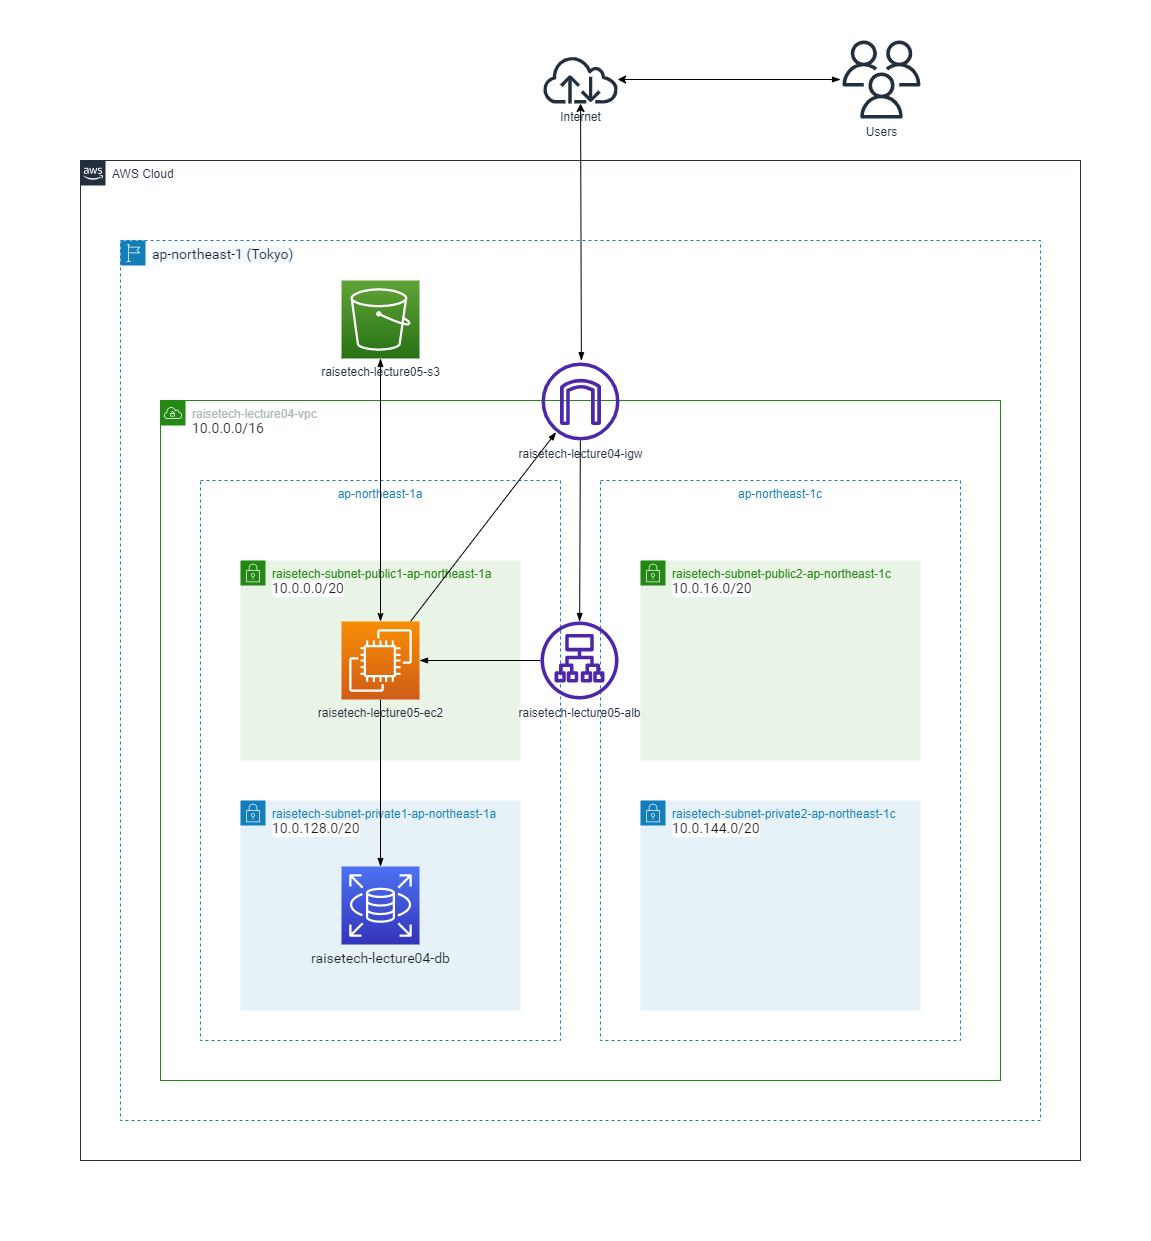 Internet
Users
aws
AWS Cloud
ap-northeast-1 (Tokyo)
raisetech-lecture05-s3
raisetech-lecture04-vpc
10.0.0.0/16
raisetech-lecture04-igw
ap-northeast-1a
ap-northeast-1c
raisetech-subnet-public1-ap-northeast-1a
10.0.0.0/20
raisetech-subnet-public2-ap-northeast-1c
10.0.16.0/20
raisetech-lecture05-ec2
raisetech-lecture05-alb
raisetech-subnet-private1-ap-northeast-1a
10.0.128.0/20
raisetech-subnet-private2-ap-northeast-1c
10.0.144.0/20
raisetech-lecture04-db